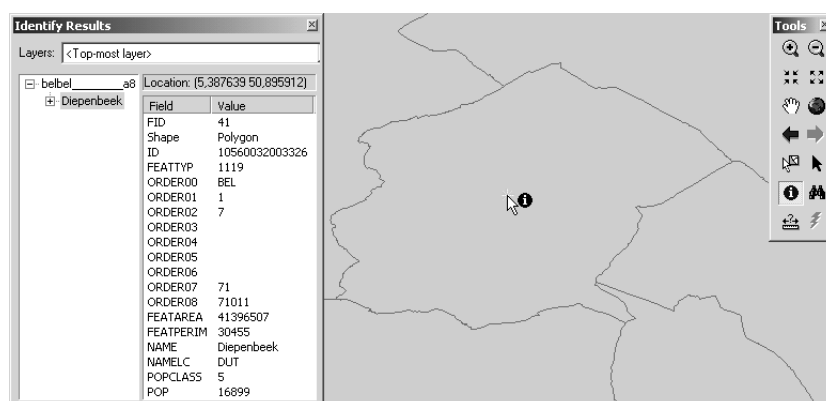 Identify Results
Layers: <Top-most layer>
belbel______a8
Diepenbeek
Location: (5,387639 50,895912)
Field Value
FID 41
Shape Polygon
ID 10560032003326
FEATTYP 1119
ORDER00 BEL
ORDER01 1
ORDER02 7
ORDER03
ORDER04
ORDER05
ORDER06
ORDER07 71
ORDER08 71011
FEATAREA 41396507
FEATPERIM 30455
NAME Diepenbeek
NAMELC DUT
POPCLASS 5
POP 16899
Tools